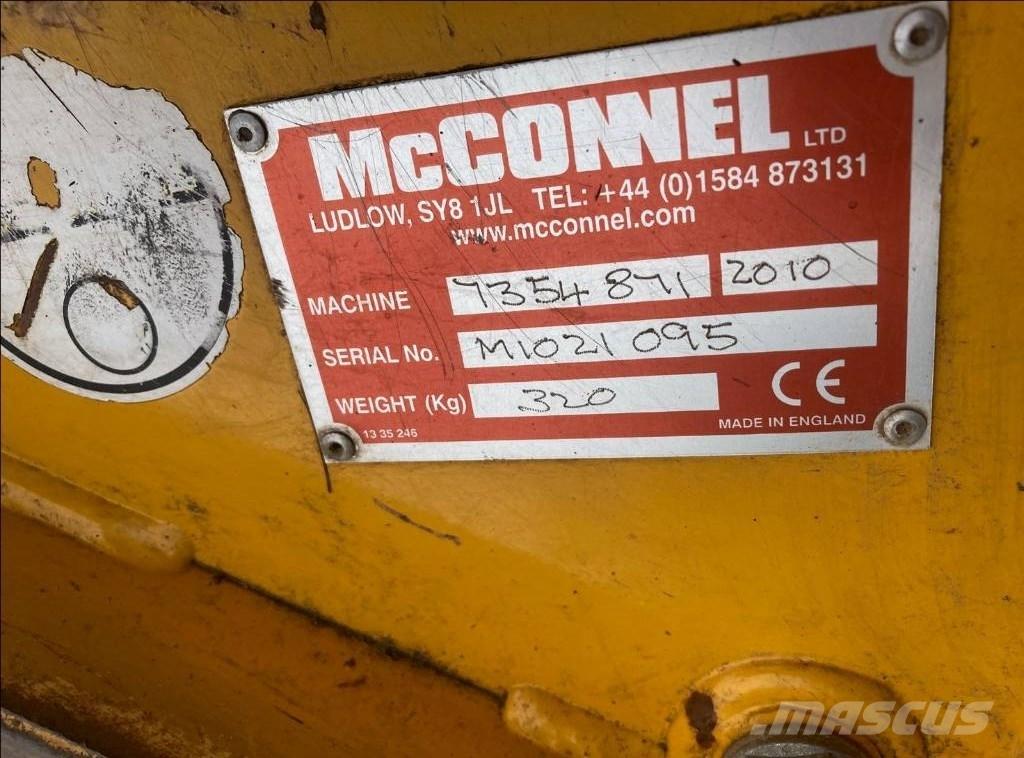 McCONNEL LTD
LUDLOW, SY8 1JL TEL: +44 (0)1584 873131
www.mcconnel.com
MACHINE 7354 871 2010
SERIAL No. M1021095
WEIGHT (Kg) 320
CE
13 35 246
MADE IN ENGLAND
MASCUS